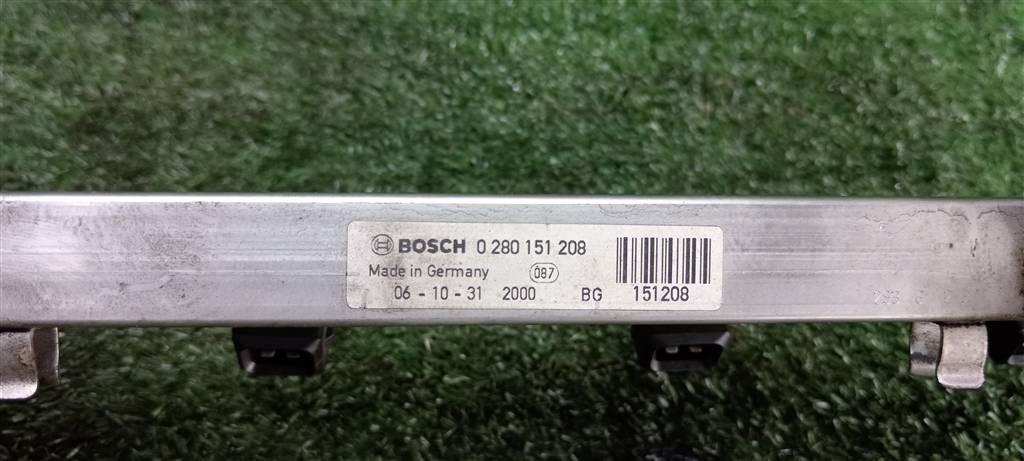 BOSCH 0 280 151 208
Made in Germany 087
06 - 10 - 31 2000 BG 151208